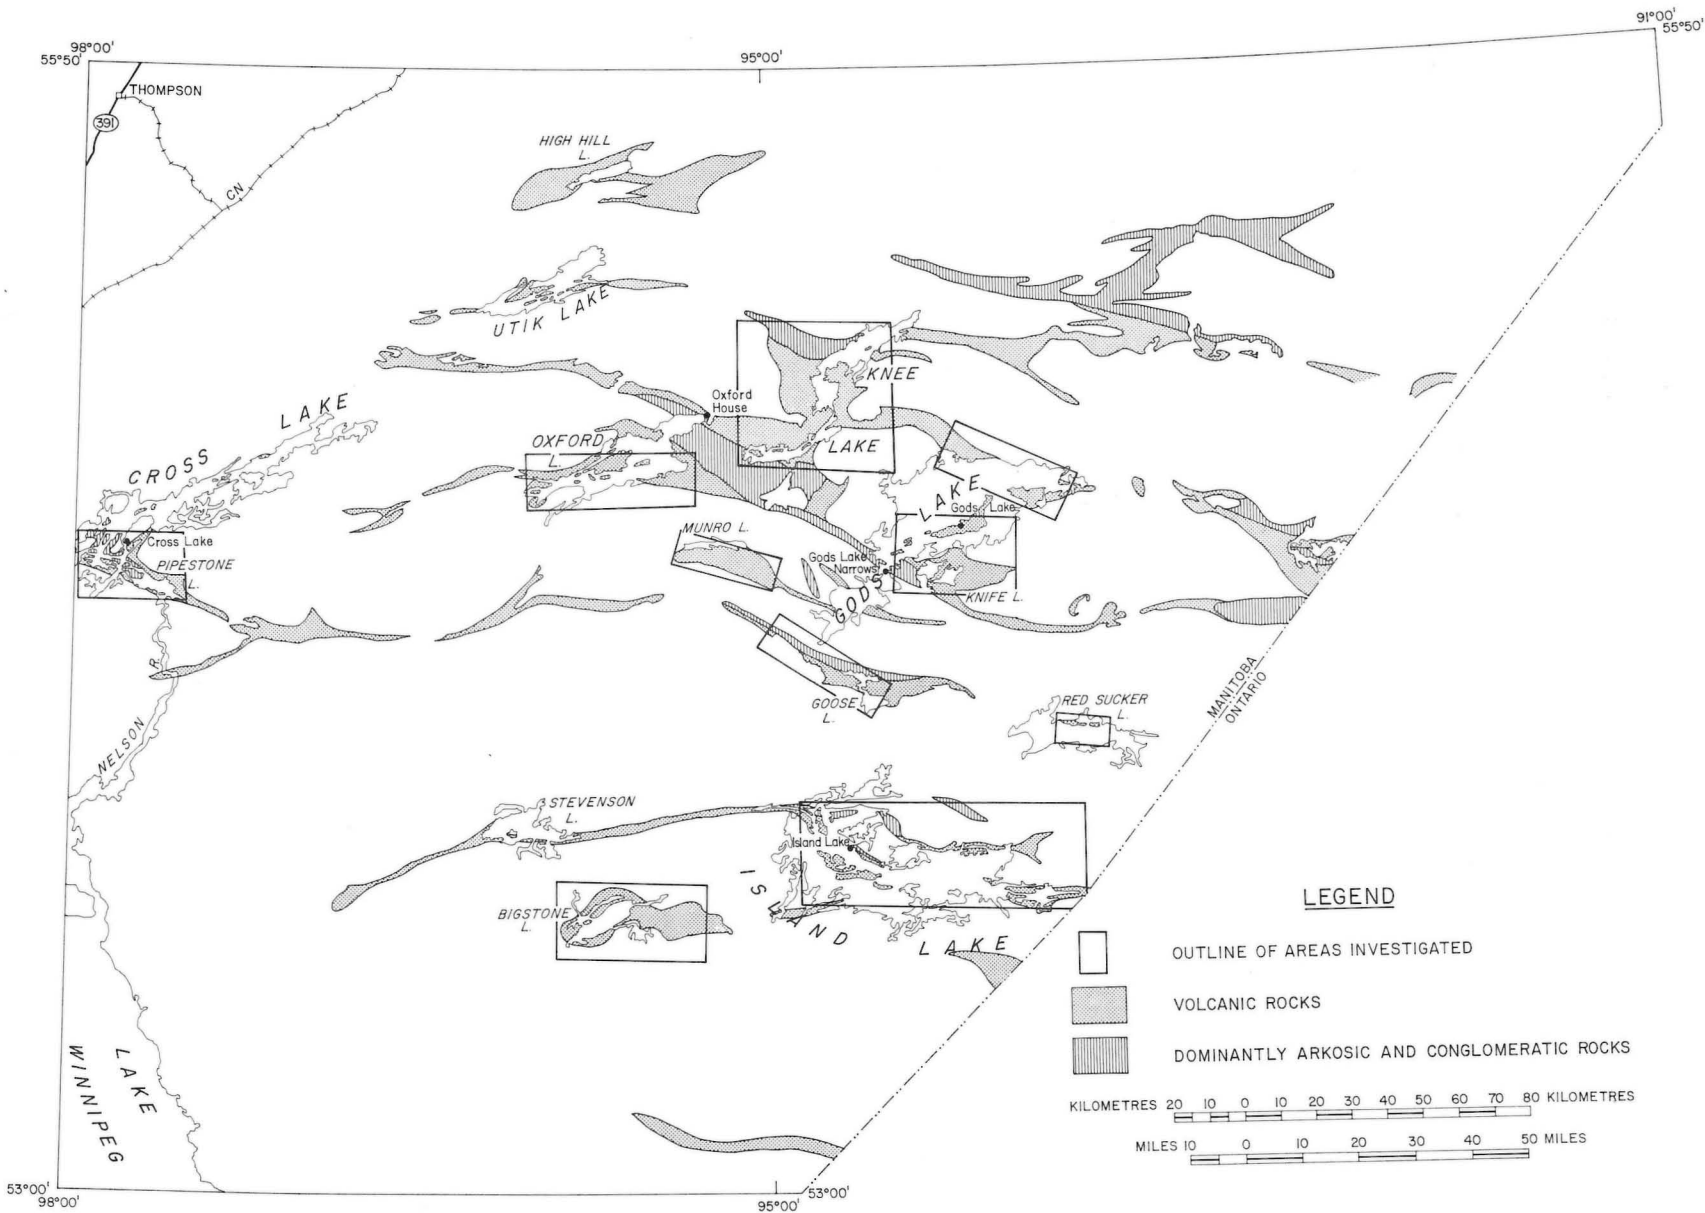 98°00'
55°50'
95°00'
91°00'
55°50'
THOMPSON
391
CN
HIGH HILL
L.
UTIK LAKE
KNEE
LAKE
Oxford
House
OXFORD
L.
CROSS LAKE
Cross Lake
PIPESTONE
L.
MUNRO L.
GODS LAKE
Gods Lake
Gods Lake
Narrows
KNIFE L.
GOOSE
L.
RED SUCKER
L.
MANITOBA
ONTARIO
NELSON R.
STEVENSON
L.
Island Lake
ISLAND LAKE
BIGSTONE
L.
LAKE
WINNIPEG
LEGEND
OUTLINE OF AREAS INVESTIGATED
VOLCANIC ROCKS
DOMINANTLY ARKOSIC AND CONGLOMERATIC ROCKS
KILOMETRES 20 10 0 10 20 30 40 50 60 70 80 KILOMETRES
MILES 10 0 10 20 30 40 50 MILES
53°00'
98°00'
95°00'
53°00'